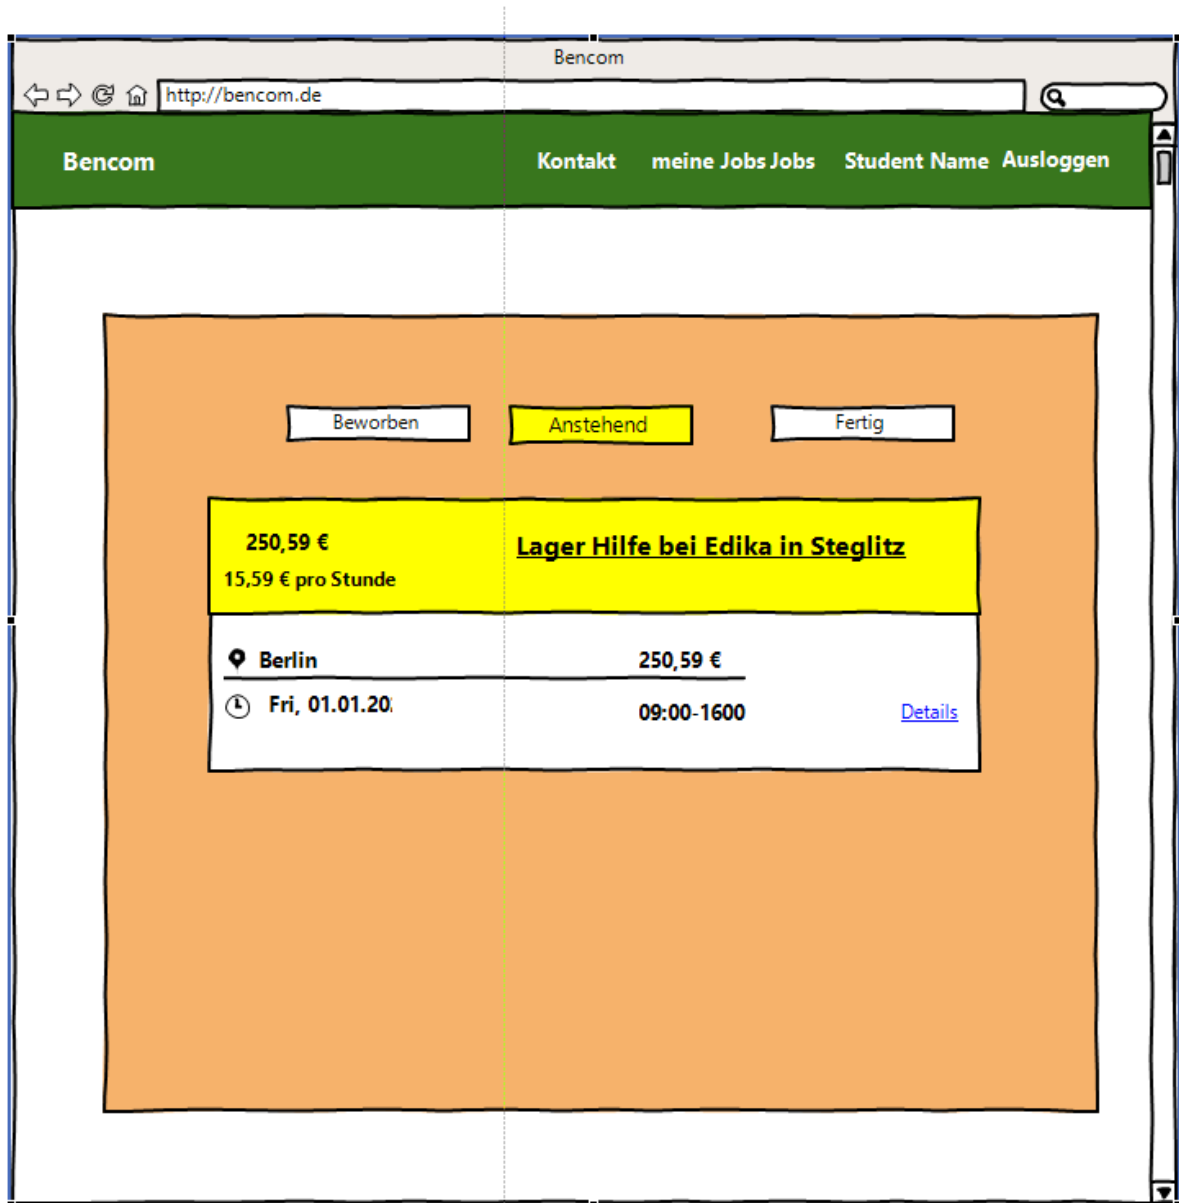 Bencom
http://bencom.de
Bencom Kontakt meine Jobs Jobs Student Name Ausloggen
Beworben Anstehend Fertig
250,59 € Lager Hilfe bei Edika in Steglitz
15,59 € pro Stunde
Berlin 250,59 €
Fri, 01.01.20
09:00-1600 Details